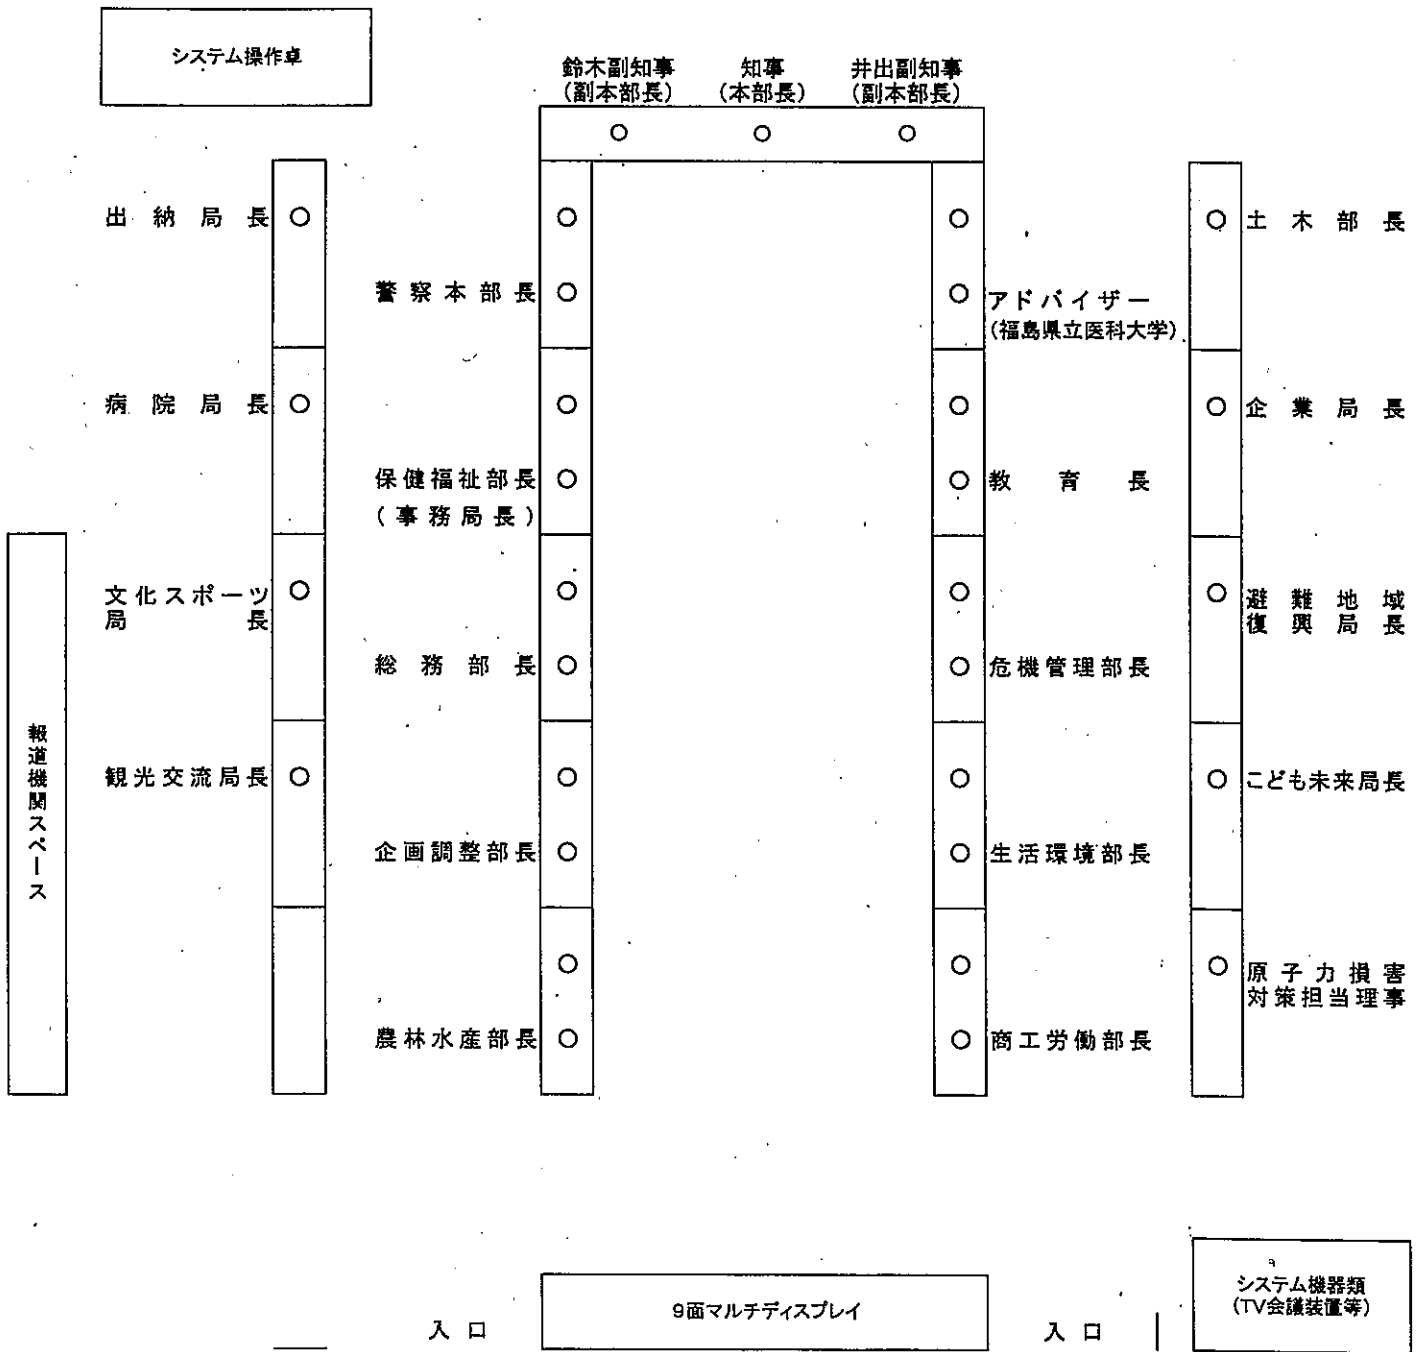 システム操作卓
鈴木副知事
(副本部長)
知事
(本部長)
井出副知事
(副本部長)
出納局長
土木部長
警察本部長
アドバイザー
(福島県立医科大学)
病院局長
企業局長
保健福祉部長
(事務局長)
教育長
文化スポーツ
局長
避難地域
復興局長
総務部長
危機管理部長
報道機関スペース
観光交流局長
こども未来局長
企画調整部長
生活環境部長
原子力損害
対策担当理事
農林水産部長
商工労働部長
入口
9面マルチディスプレイ
入口
システム機器類
(TV会議装置等)